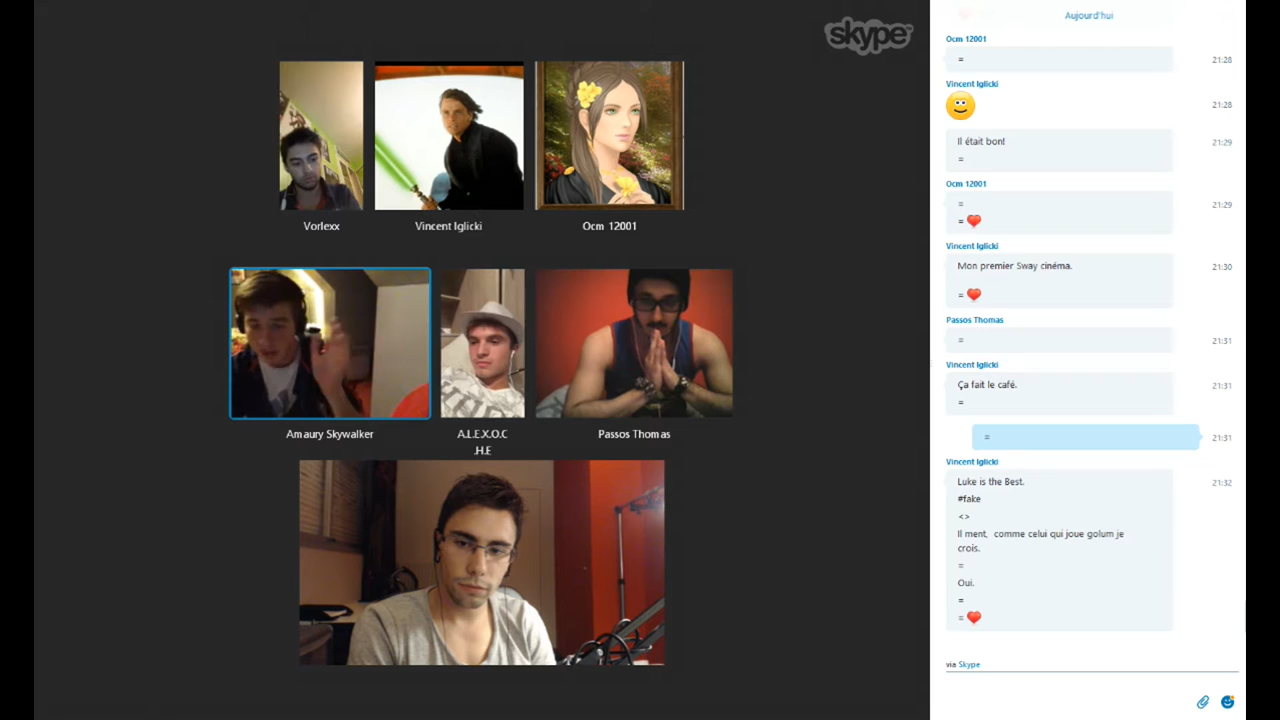 skype
Vorlexx
Vincent Iglicki
Ocm 12001
Amaury Skywalker
A.L.E.X.O.C
.H.E
Passos Thomas
Aujourd'hui
Ocm 12001
=
21:28
Vincent Iglicki
21:28
Il était bon!
21:29
=
Ocm 12001
=
21:29
= ❤
Vincent Iglicki
Mon premier Sway cinéma.
21:30
= ❤
Passos Thomas
=
21:31
Vincent Iglicki
Ça fait le café.
21:31
=
=
21:31
Vincent Iglicki
Luke is the Best.
21:32
#fake
<>
Il ment, comme celui qui joue golum je
crois.
=
Oui.
=
= ❤
via Skype